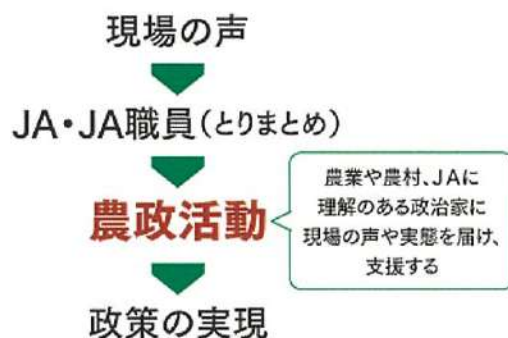 現場の声
JA・JA職員(とりまとめ)
農政活動
農業や農村、JAに
理解のある政治家に
現場の声や実態を届け、
支援する
政策の実現